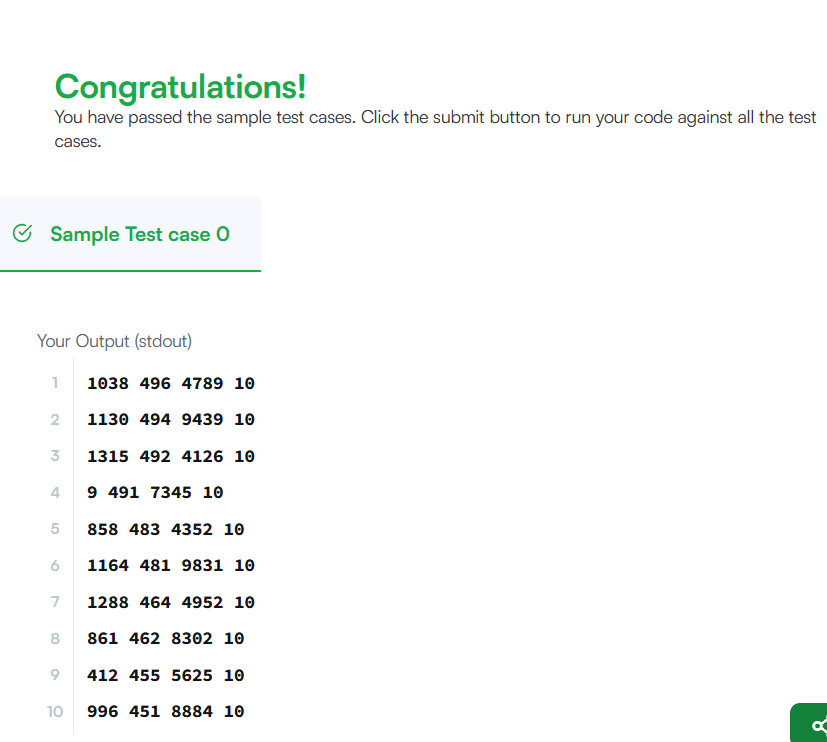 Congratulations!
You have passed the sample test cases. Click the submit button to run your code against all the test
cases.
Sample Test case 0
Your Output (stdout)
1 1038 496 4789 10
2 1130 494 9439 10
3 1315 492 4126 10
4 9 491 7345 10
5 858 483 4352 10
6 1164 481 9831 10
7 1288 464 4952 10
8 861 462 8302 10
9 412 455 5625 10
10 996 451 8884 10